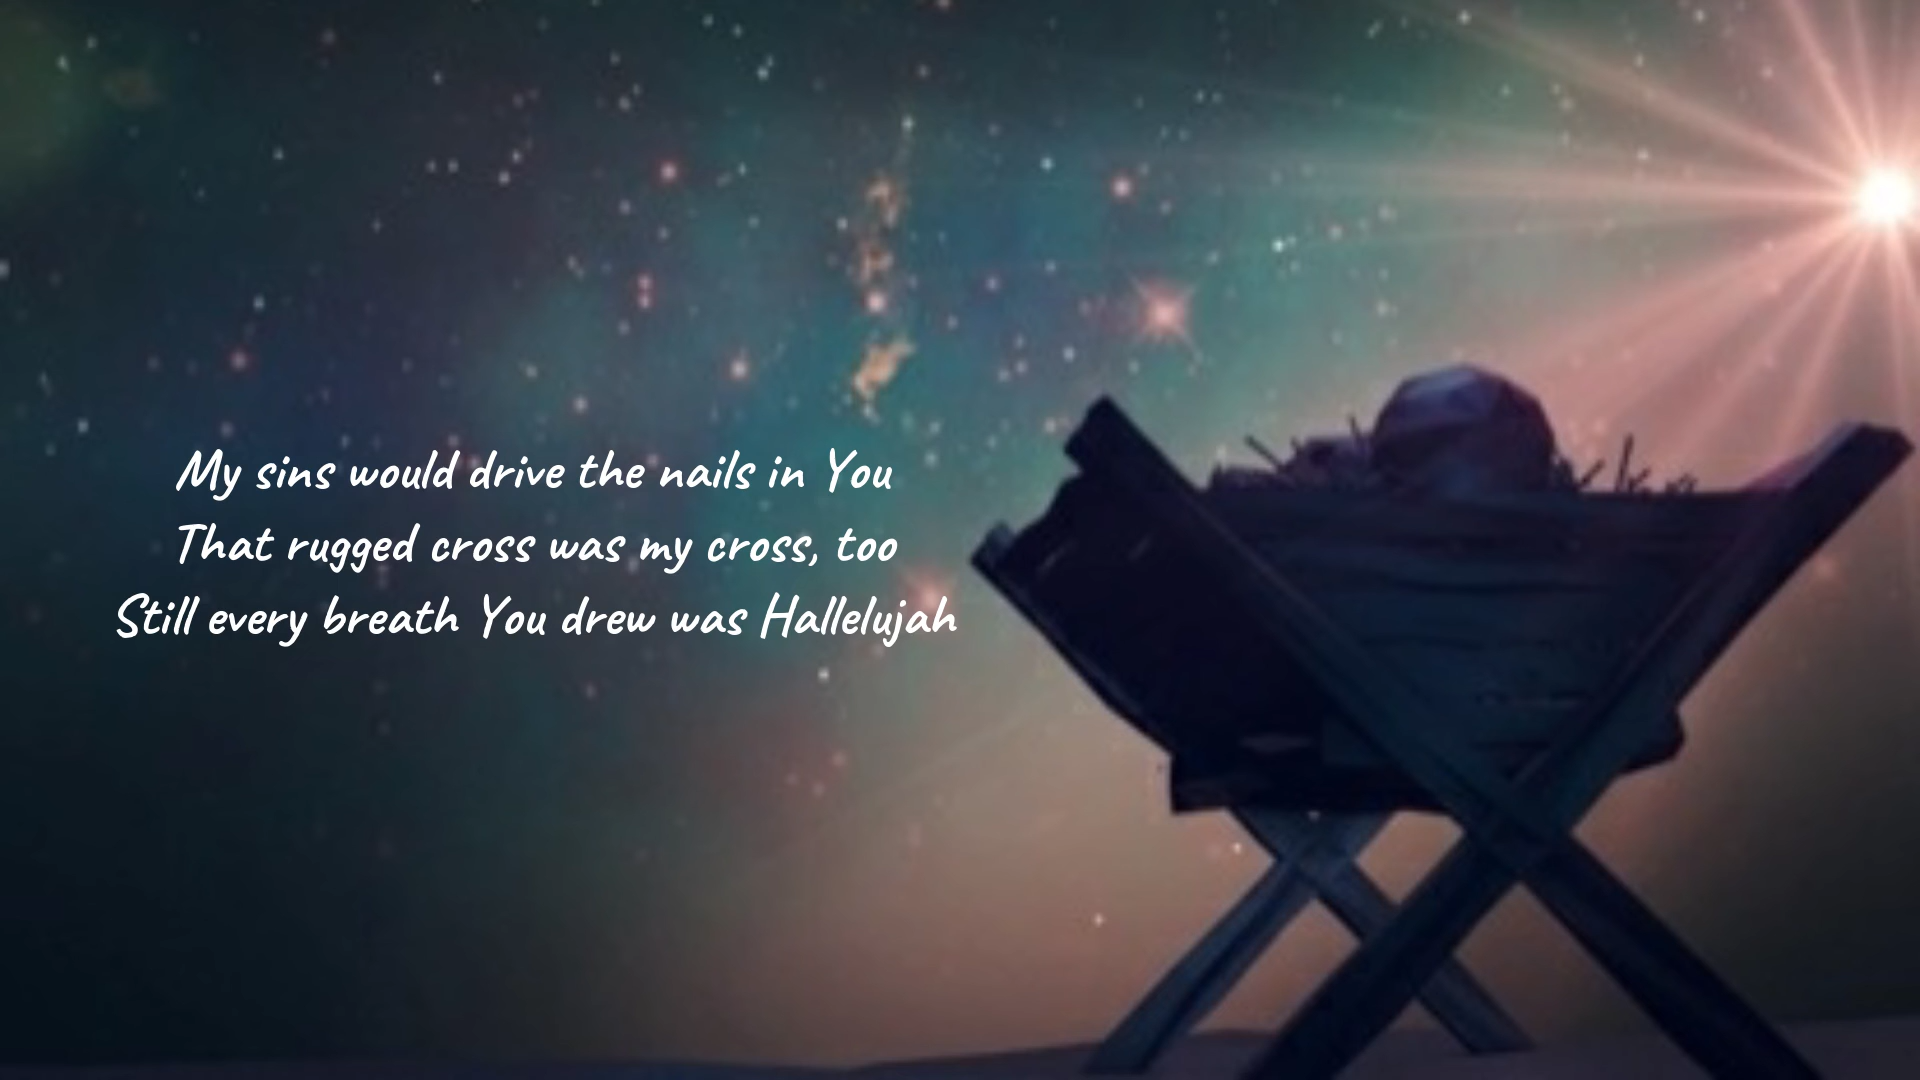 My sins would drive the nails in You
That rugged cross was my cross, too
Still every breath You drew was Hallelujah